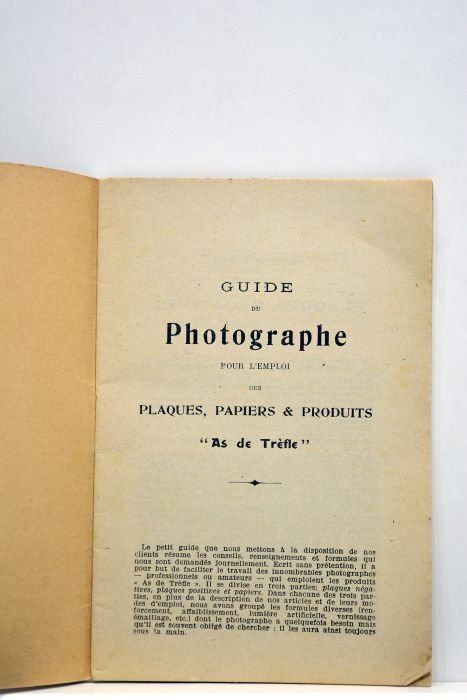 GUIDE
DU
Photographe
POUR L'EMPLOI
DES
PLAQUES, PAPIERS & PRODUITS
“As de Trèfle”
Le petit guide que nous mettons à la disposition de nos
clients résume les conseils, renseignements et formules qui
nous sont demandés journellement. Ecrit sans prétention, il a
pour but de faciliter le travail des innombrables photographes
— professionnels ou amateurs — qui emploient les produits
« As de Trèfle ». Il se divise en trois parties; plaques néga-
tives, plaques positives et papiers. Dans chacune des trois par-
ties, en plus de la description de nos articles et de leurs mo-
des d'emploi, nous avons groupé les formules diverses (ren-
forcement, affaiblissement, lumière artificielle, vernissage
émaillage, etc.) dont le photographe a quelquefois besoin mais
qu'il est souvent obligé de chercher : il les aura ainsi toujours
sous la main.